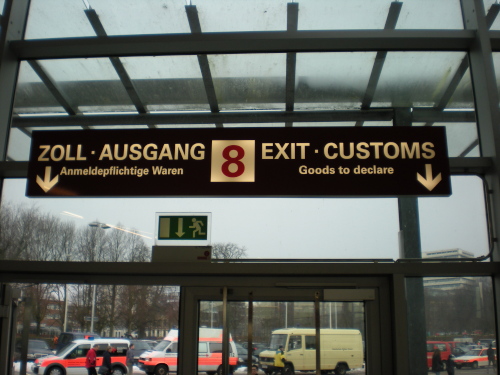 ZOLL · AUSGANG 8 EXIT · CUSTOMS
Anmeldepflichtige Waren Goods to declare